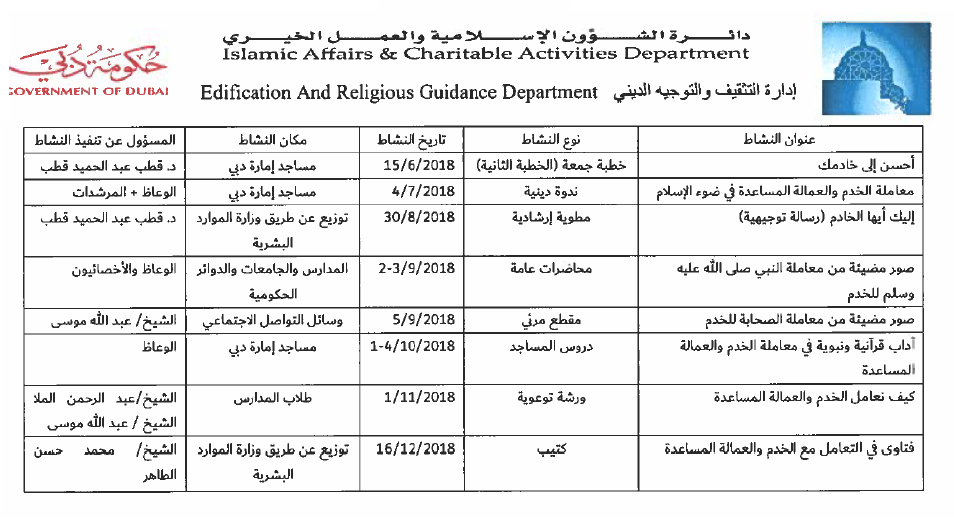 دائرة الشؤون الإسلامية والعمل الخيري
Islamic Affairs & Charitable Activities Department
حكومة دبي
GOVERNMENT OF DUBAI
Edification And Religious Guidance Department إدارة التثقيف والتوجيه الديني
عنوان النشاط نوع النشاط تاريخ النشاط مكان النشاط المسؤول عن تنفيذ النشاط
أحسن إلى خادمك خطبة جمعة (الخطبة الثانية) 15/6/2018 مساجد إمارة دبي د. قطب عبد الحميد قطب
معاملة الخدم والعمالة المساعدة في ضوء الإسلام ندوة دينية 4/7/2018 مساجد إمارة دبي الوعاظ + المرشدات
إليك أيها الخادم (رسالة توجيهية) مطوية إرشادية 30/8/2018 توزيع عن طريق وزارة الموارد د. قطب عبد الحميد قطب
البشرية
صور مضيئة من معاملة النبي صلى الله عليه محاضرات عامة 2-3/9/2018 المدارس والجامعات والدوائر الوعاظ والأخصائيون
وسلم للخدم الحكومية
صور مضيئة من معاملة الصحابة للخدم مقطع مرئي 5/9/2018 وسائل التواصل الاجتماعي الشيخ/ عبد الله موسى
آداب قرآنية ونبوية في معاملة الخدم والعمالة دروس المساجد 1-4/10/2018 مساجد إمارة دبي الوعاظ
المساعدة
كيف نعامل الخدم والعمالة المساعدة ورشة توعوية 1/11/2018 طلاب المدارس الشيخ/عبد الرحمن الملا
الشيخ / عبد الله موسى
فتاوى في التعامل مع الخدم والعمالة المساعدة كتيب 16/12/2018 توزيع عن طريق وزارة الموارد الشيخ/ محمد حسن
البشرية الطاهر